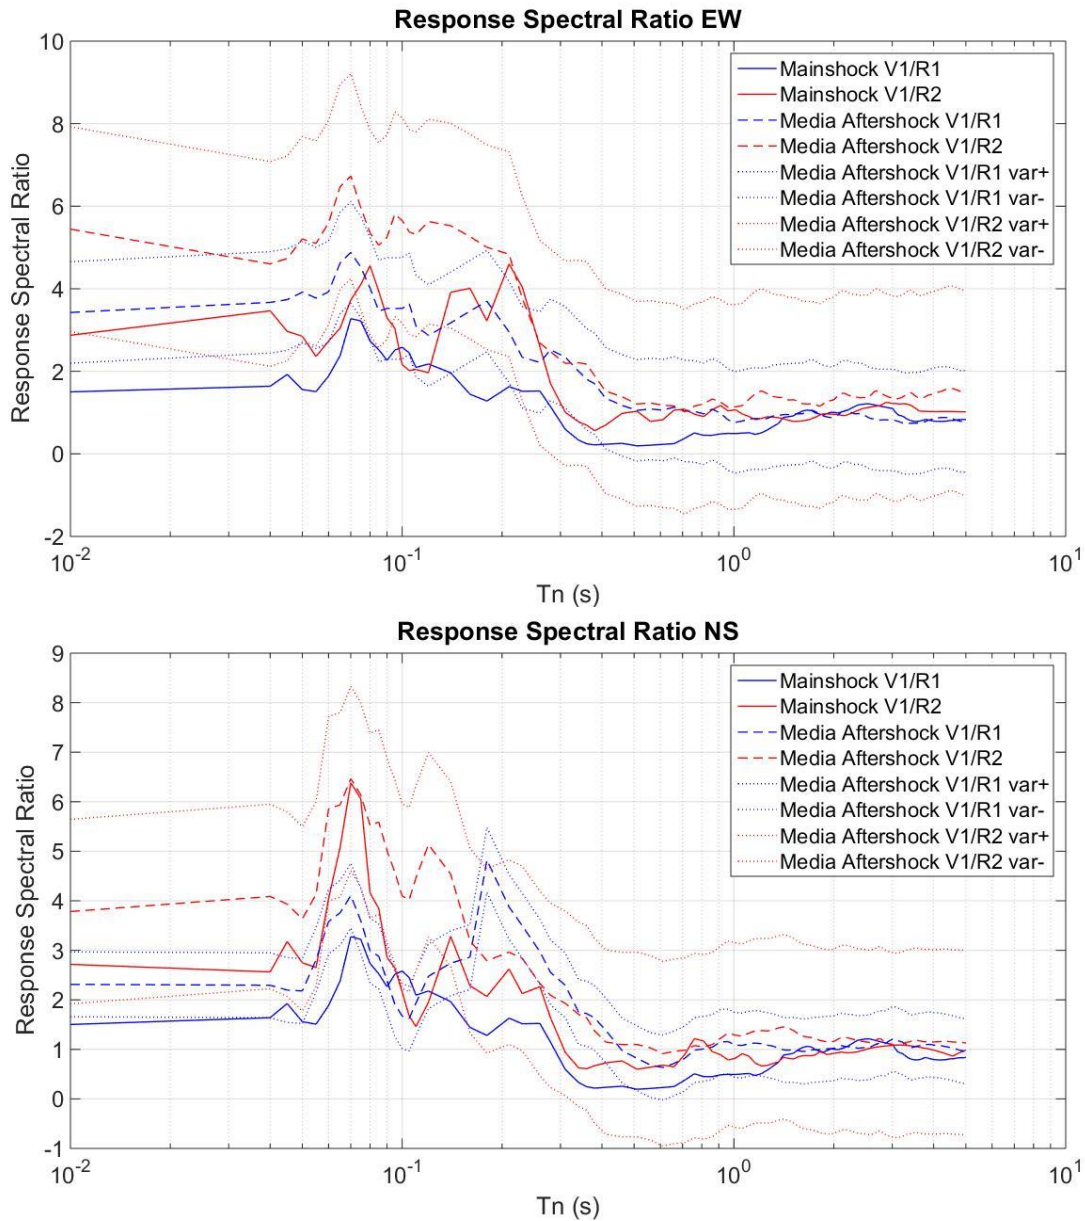 Response Spectral Ratio EW
Response Spectral Ratio
10
8
6
4
2
0
-2
Mainshock V1/R1
Mainshock V1/R2
Media Aftershock V1/R1
Media Aftershock V1/R2
Media Aftershock V1/R1 var+
Media Aftershock V1/R1 var-
Media Aftershock V1/R2 var+
Media Aftershock V1/R2 var-
10^-2 10^-1 10^0 10^1
Tn (s)
Response Spectral Ratio NS
Response Spectral Ratio
9
8
7
6
5
4
3
2
1
0
-1
Mainshock V1/R1
Mainshock V1/R2
Media Aftershock V1/R1
Media Aftershock V1/R2
Media Aftershock V1/R1 var+
Media Aftershock V1/R1 var-
Media Aftershock V1/R2 var+
Media Aftershock V1/R2 var-
10^-2 10^-1 10^0 10^1
Tn (s)